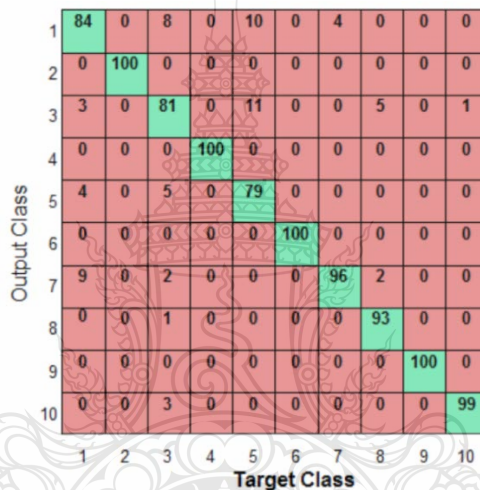 1 84 0 8 0 10 0 4 0 0 0
2 0 100 0 0 0 0 0 0 0 0
3 3 0 81 0 11 0 0 5 0 1
4 0 0 0 100 0 0 0 0 0 0
5 4 0 5 0 79 0 0 0 0 0
6 0 0 0 0 0 100 0 0 0 0
7 9 0 2 0 0 0 96 2 0 0
8 0 0 1 0 0 0 0 93 0 0
9 0 0 0 0 0 0 0 0 100 0
10 0 0 3 0 0 0 0 0 0 99
1 2 3 4 5 6 7 8 9 10
Output Class
Target Class